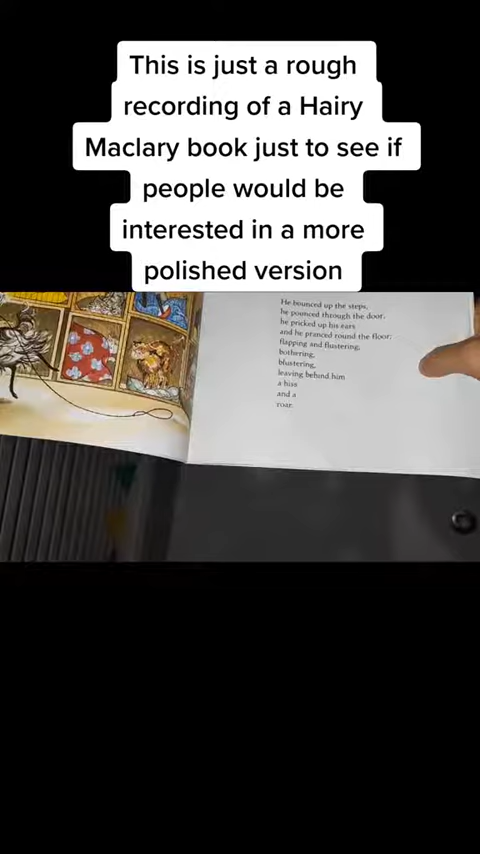 This is just a rough
recording of a Hairy
Maclary book just to see if
people would be
interested in a more
polished version
He bounced up the steps,
he pounced through the door,
he pricked up his ears
and he pranced round the floor;
flapping and flustering,
bothering,
blustering,
leaving behind him
a hiss
and a
roar.